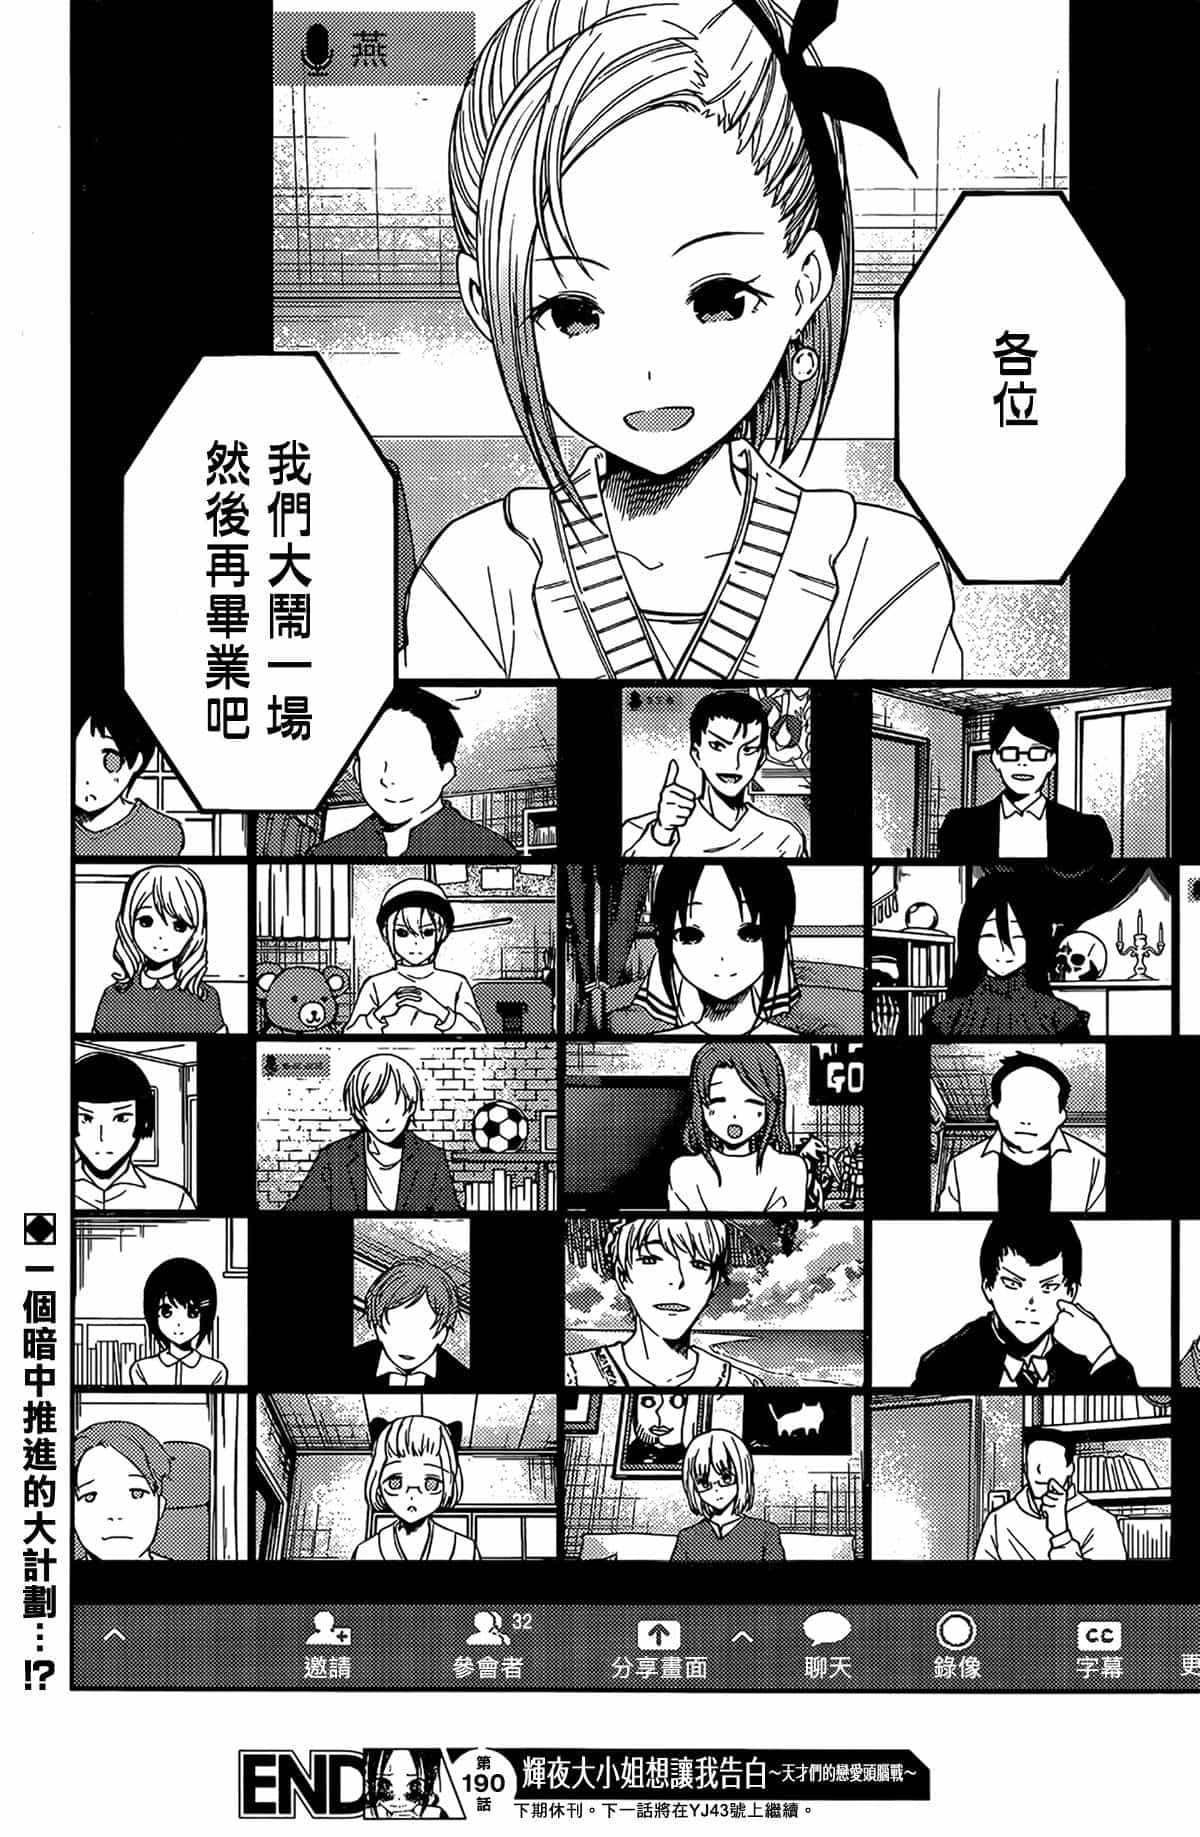 燕
各位
我們大鬧一場
然後再畢業吧
GO
◆一個暗中推進的大計劃…!?
邀請
32
參會者
分享畫面
聊天
錄像
CC
字幕
更
END
第190話
輝夜大小姐想讓我告白~天才們的戀愛頭腦戰~
下期休刊。下一話將在YJ43號上繼續。